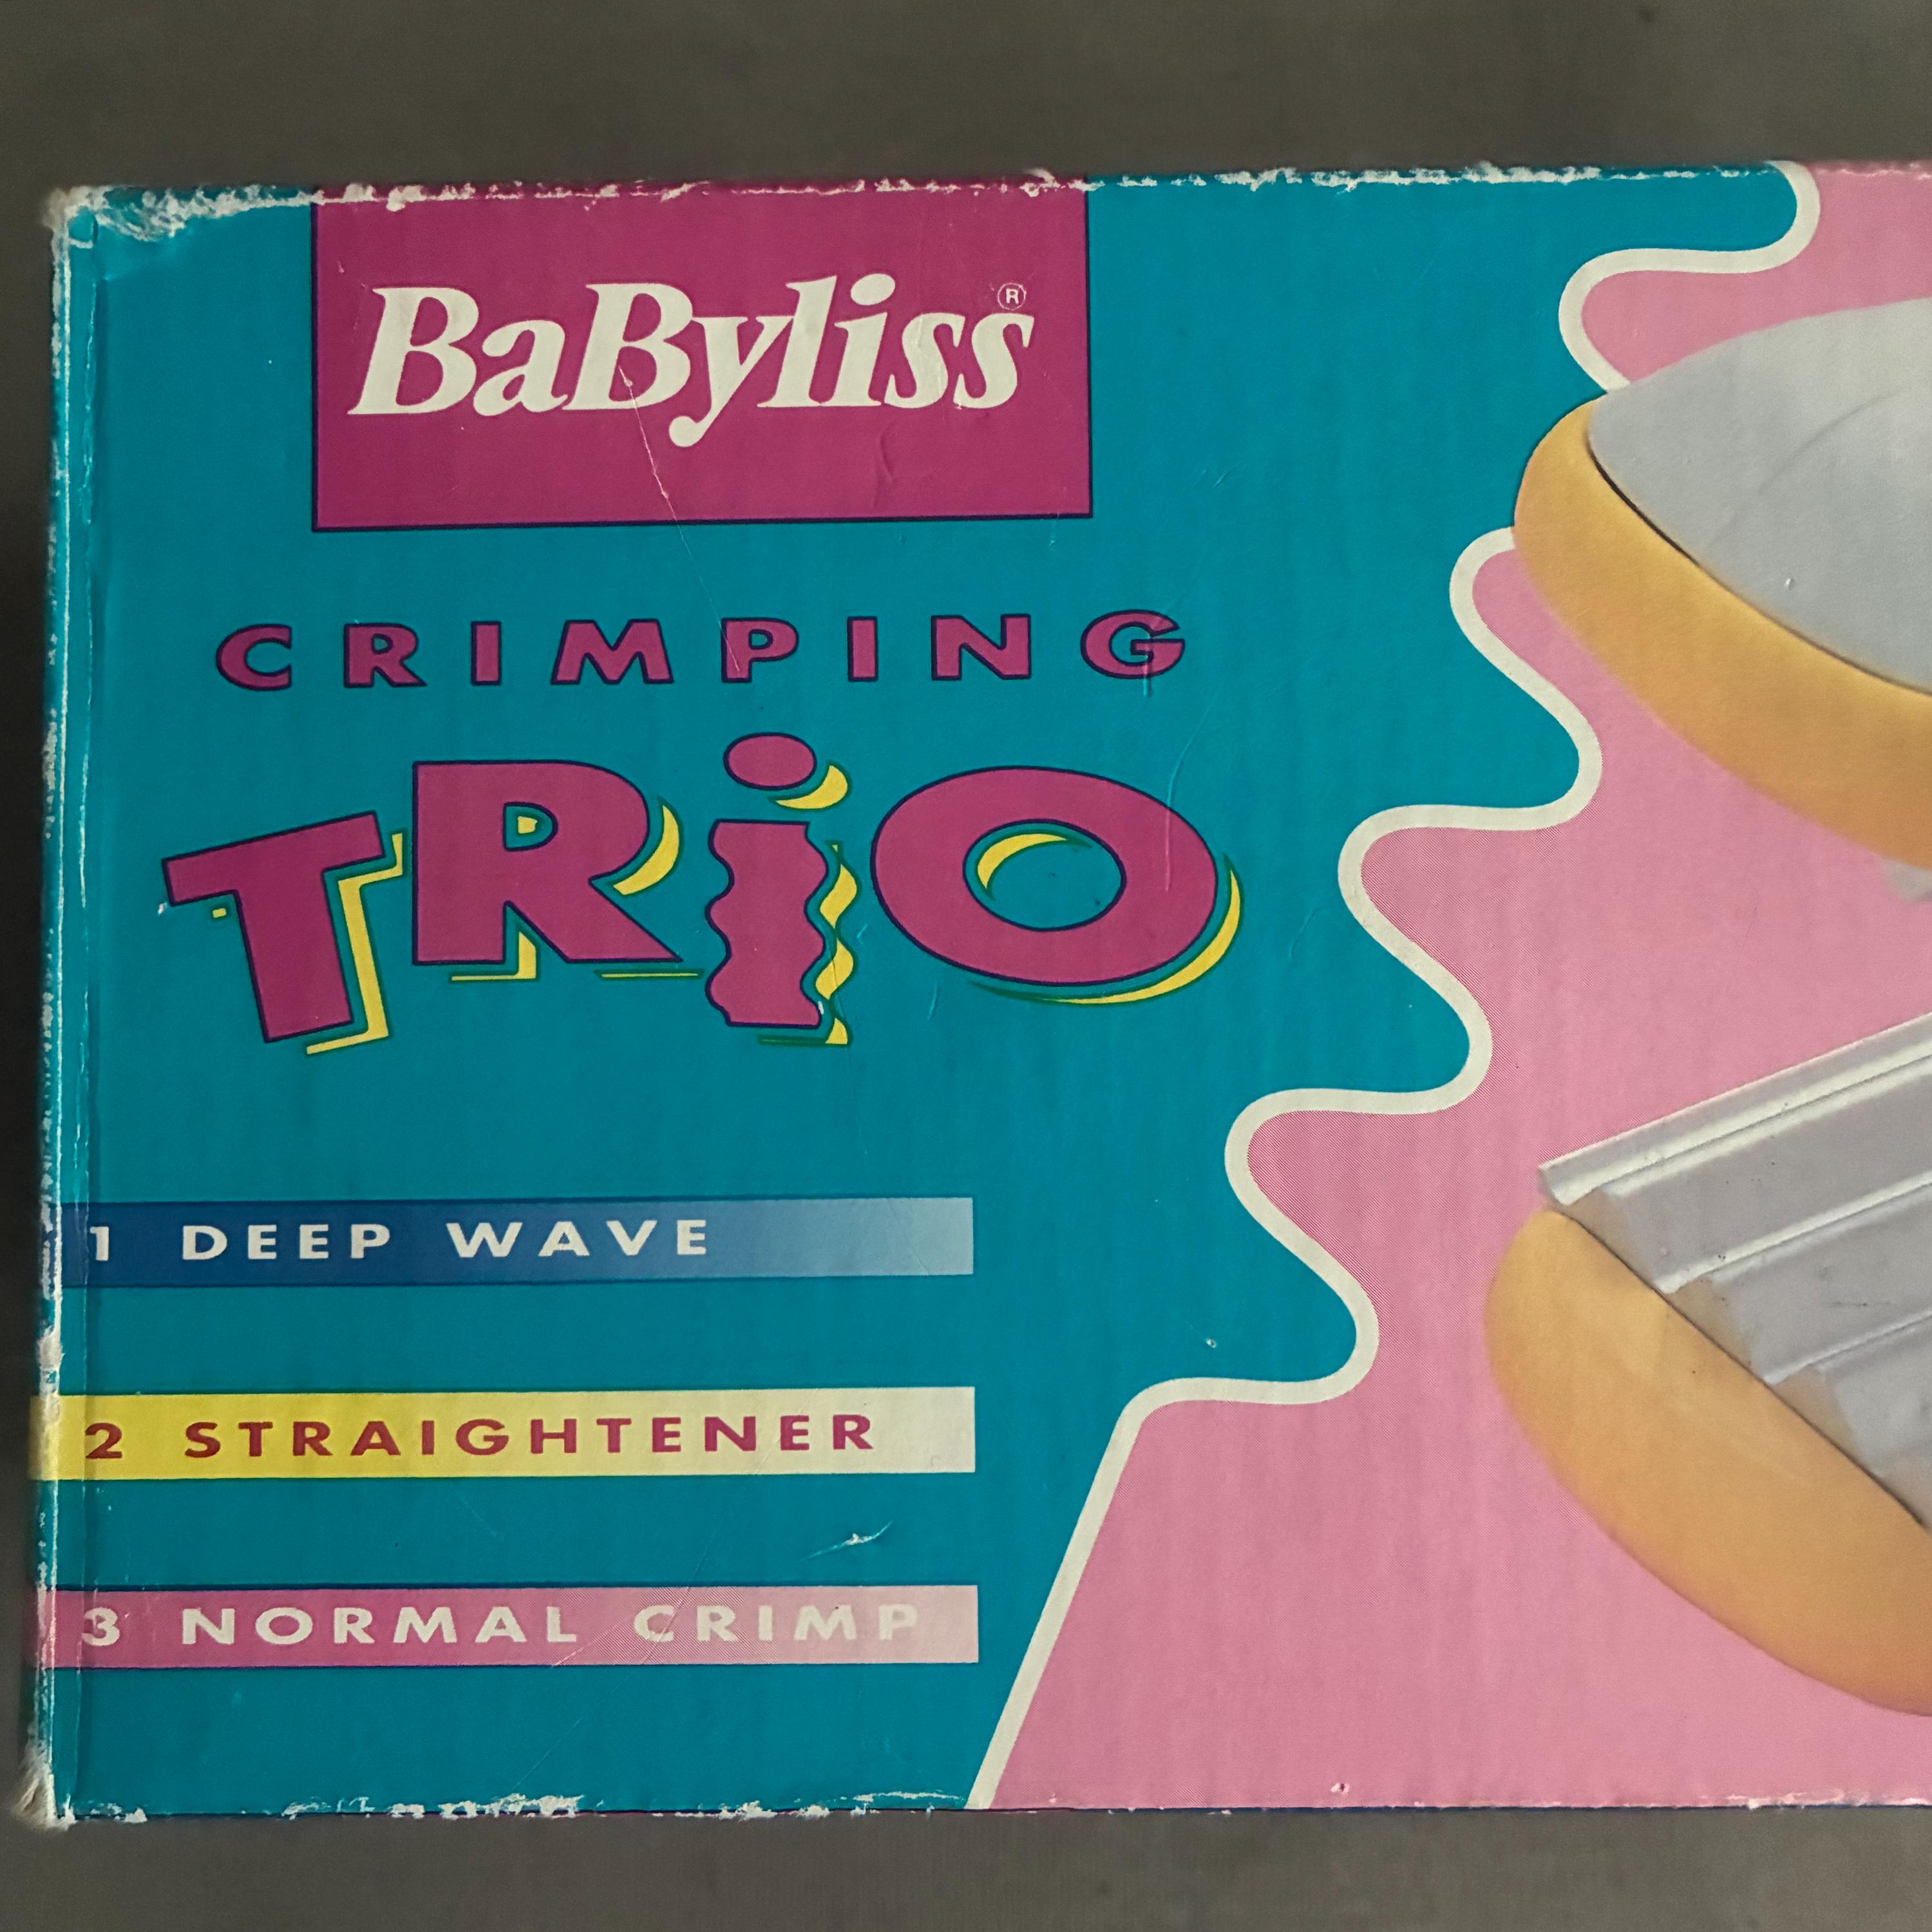 BaByliss®
CRIMPING
TRiO
1 DEEP WAVE
2 STRAIGHTENER
3 NORMAL CRIMP